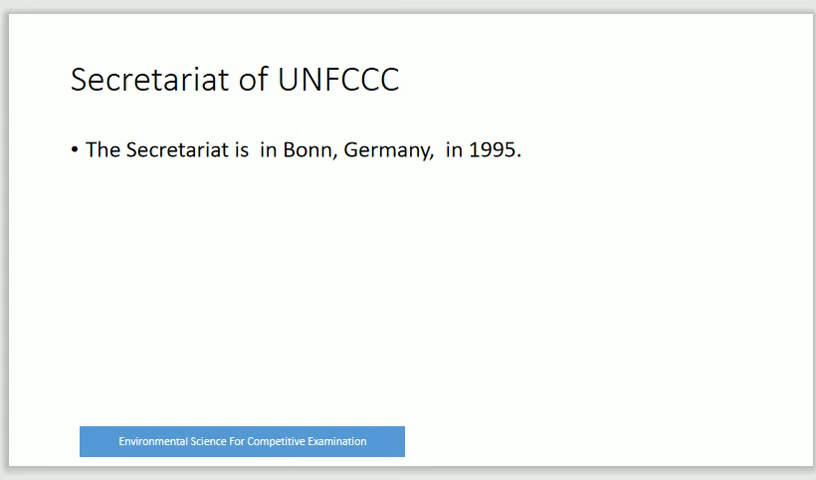 Secretariat of UNFCCC
• The Secretariat is  in Bonn, Germany,  in 1995.
Environmental Science For Competitive Examination